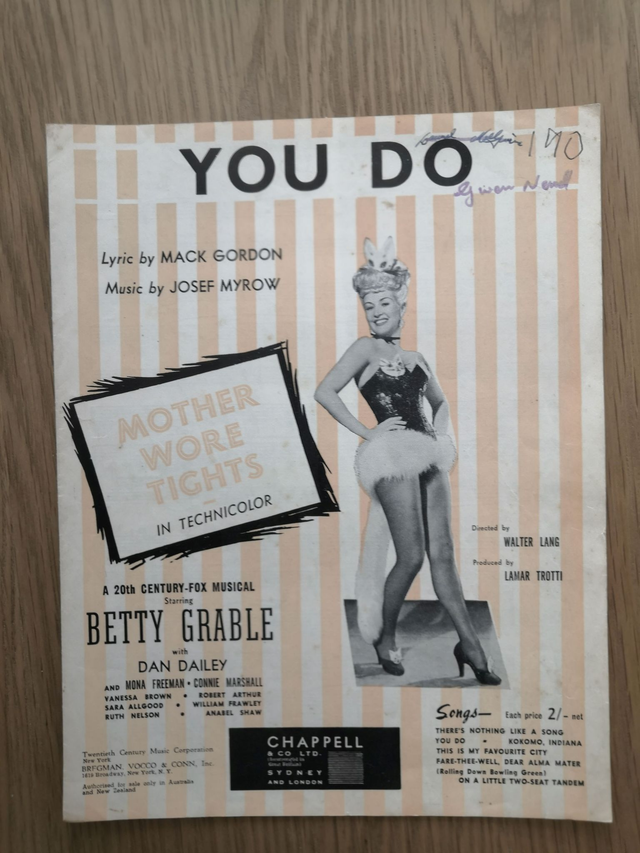 170
YOU DO
Lyric by MACK GORDON
Music by JOSEF MYROW
MOTHER
WORE
TIGHTS
IN TECHNICOLOR
Directed by
WALTER LANG
Produced by
LAMAR TROTTI
A 20th CENTURY-FOX MUSICAL
Starring
BETTY GRABLE
with
DAN DAILEY
AND MONA FREEMAN • CONNIE MARSHALL
VANESSA BROWN • ROBERT ARTHUR
SARA ALLGOOD • WILLIAM FRAWLEY
RUTH NELSON • ANABEL SHAW
Songs— Each price 2/- net
THERE'S NOTHING LIKE A SONG
YOU DO - KOKOMO, INDIANA
THIS IS MY FAVOURITE CITY
FARE-THEE-WELL, DEAR ALMA MATER
(Rolling Down Bowling Green)
ON A LITTLE TWO-SEAT TANDEM
Twentieth Century Music Corporation
New York
BREGMAN, VOCCO & CONN, Inc.
1619 Broadway, New York, N.Y.
Authorised for sale only in Australia
and New Zealand
CHAPPELL
& CO LTD.
SYDNEY
AND LONDON